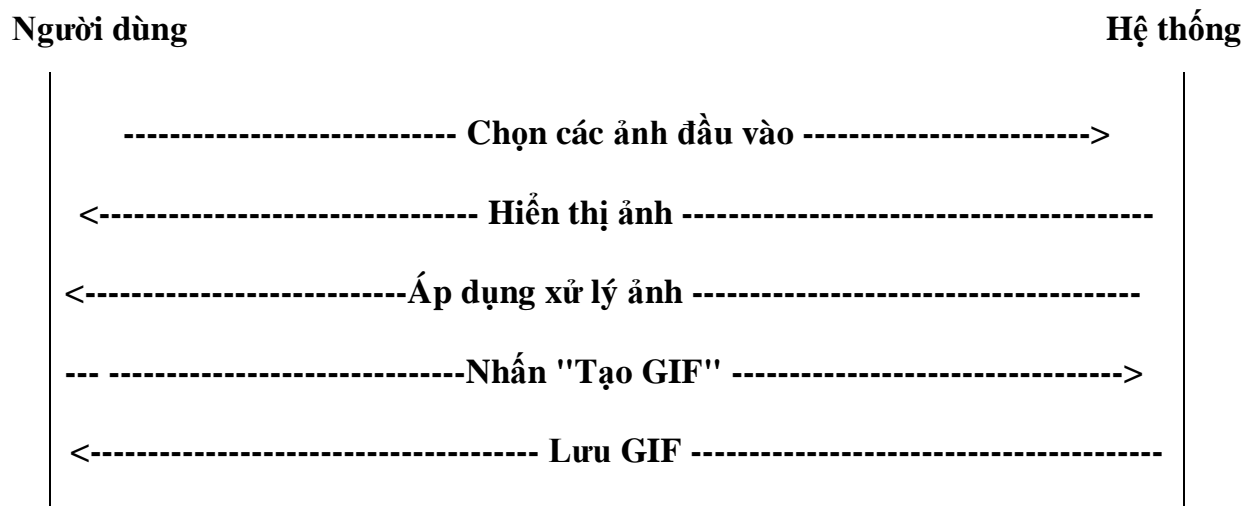 Người dùng Hệ thống
---------------------------- Chọn các ảnh đầu vào ------------------------>
<-------------------------------- Hiển thị ảnh ----------------------------------------
<---------------------------Áp dụng xử lý ảnh --------------------------------------
--- ------------------------------Nhấn "Tạo GIF" --------------------------------->
<-------------------------------------- Lưu GIF ----------------------------------------